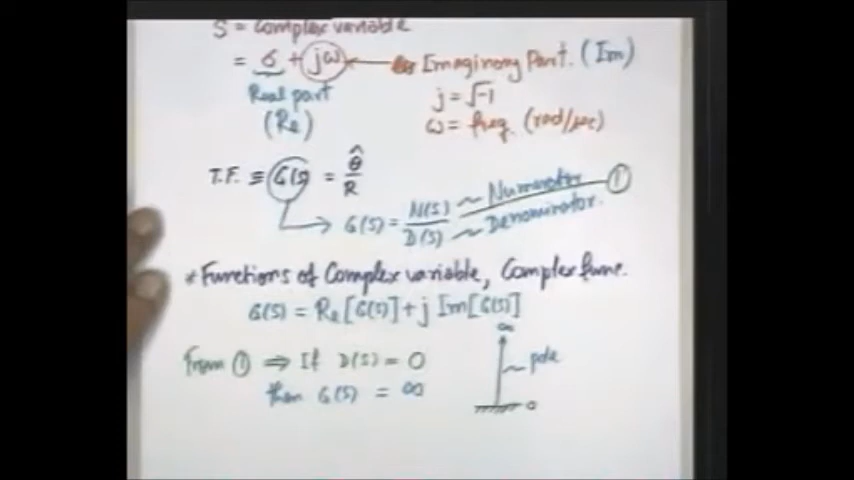 S = Complex variable
= σ + jω ← Imaginary Part. (Im)
Real part
(Re)
j = √-1
ω = freq. (rad/sec)
T.F. ≡ G(s) = θ̂/R
G(s) = N(s)/D(s) ~ Numerator ~ Denominator. ①
* Functions of Complex variable, Complex func.
G(s) = Re[G(s)] + j Im[G(s)]
From ① ⇒ If D(s) = 0
then G(s) = ∞
∞
pole
0